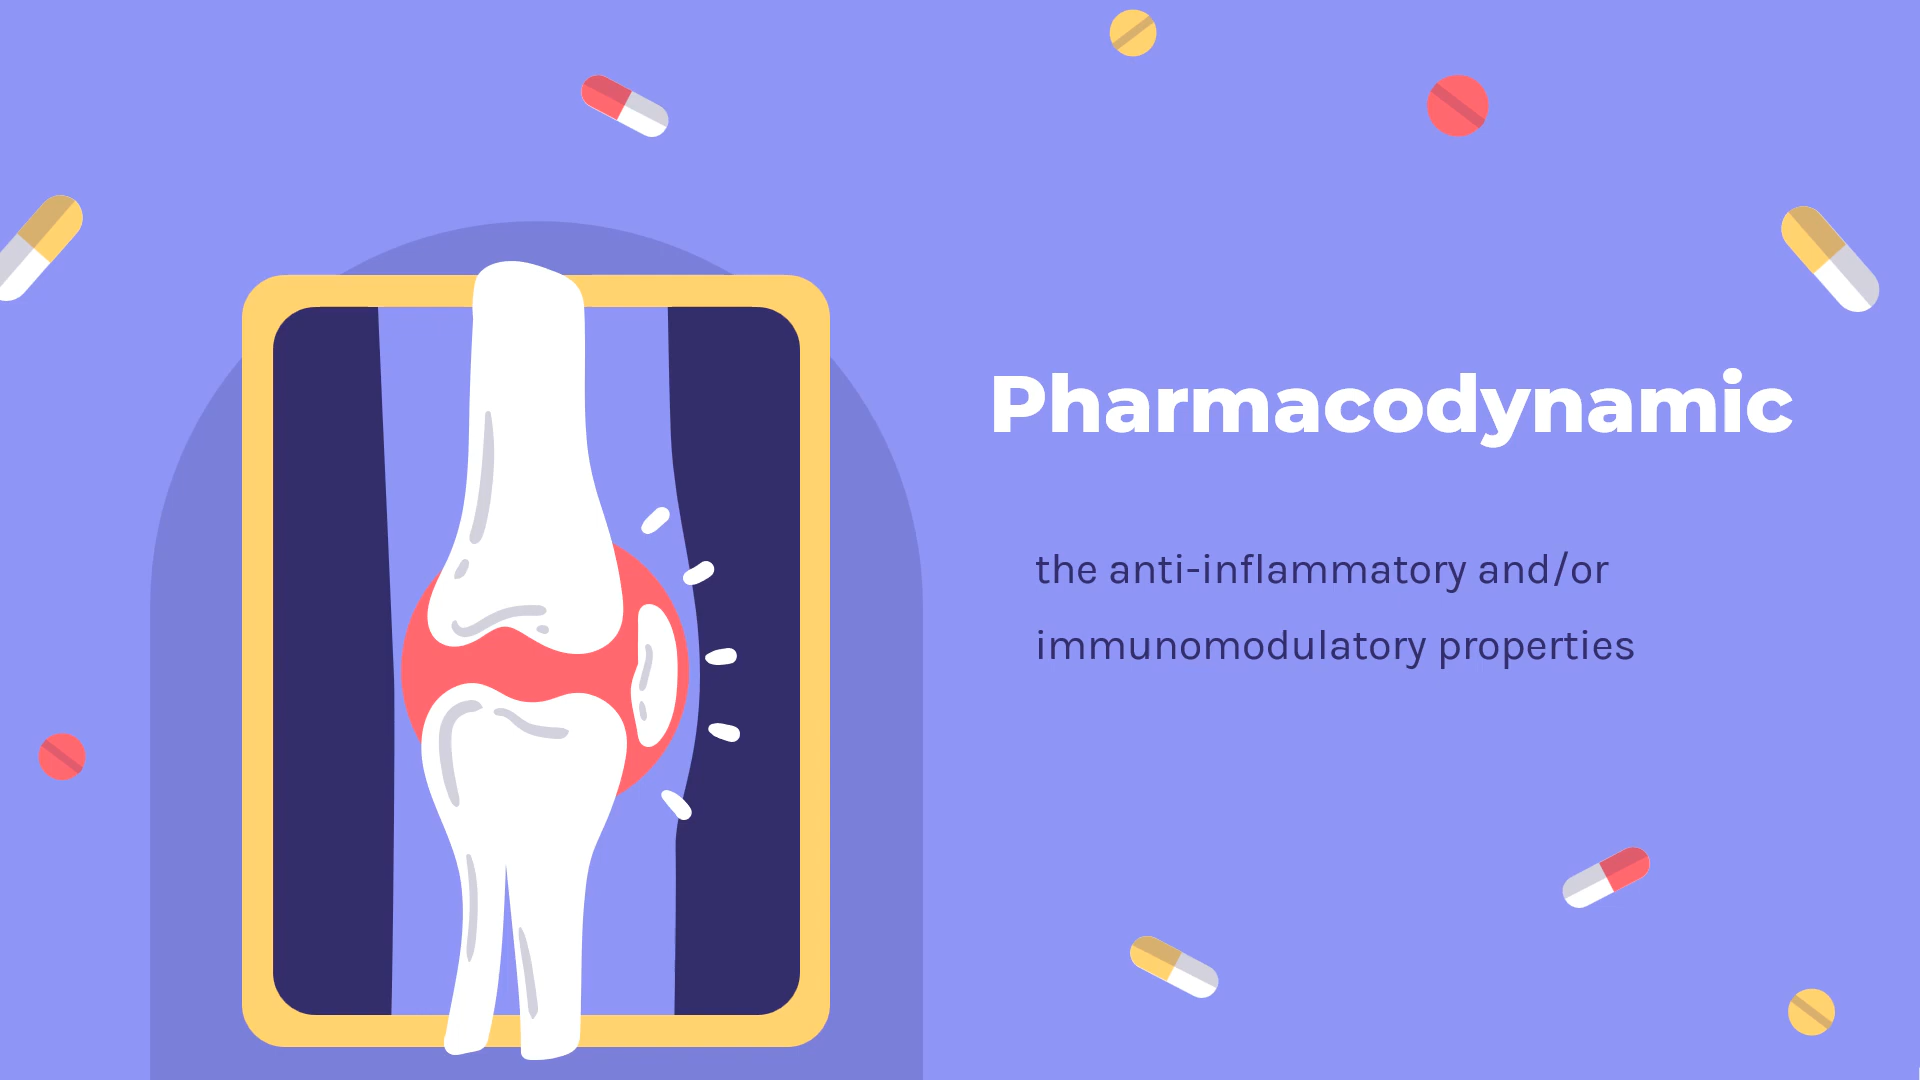 Pharmacodynamic
the anti-inflammatory and/or
immunomodulatory properties